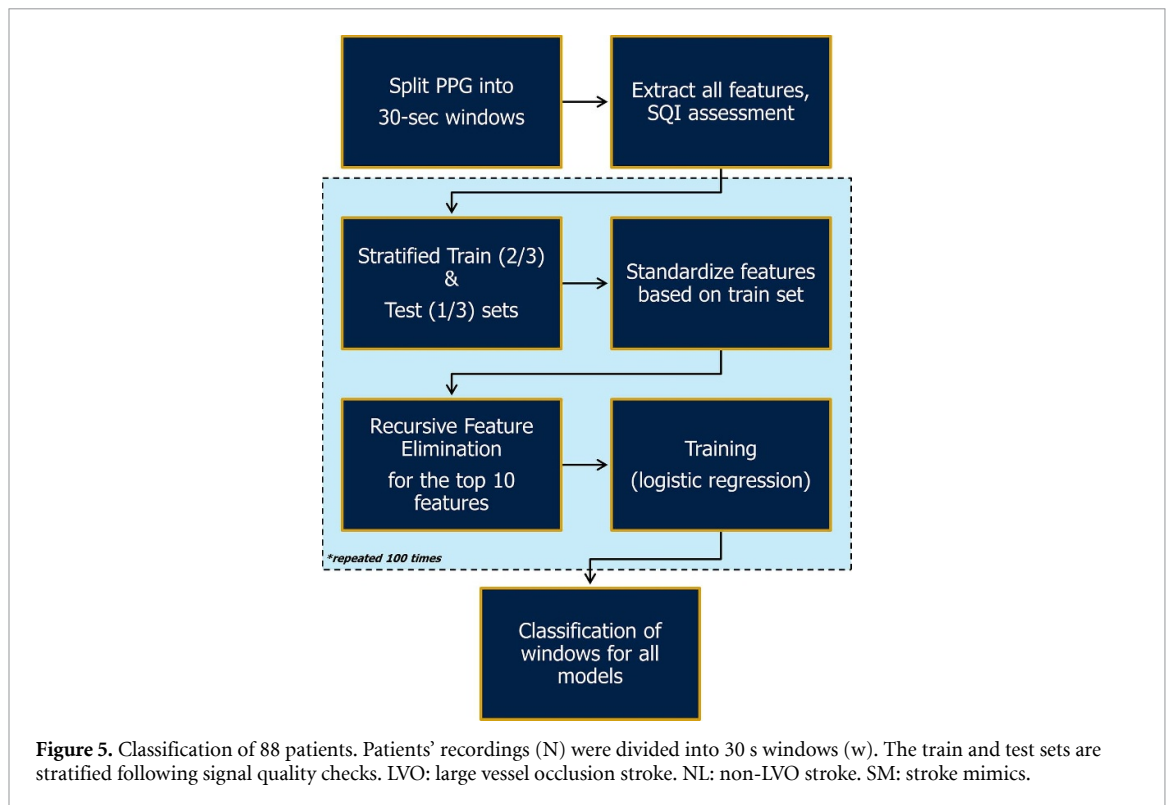 Split PPG into
30-sec windows
Extract all features,
SQI assessment
Stratified Train (2/3)
&
Test (1/3) sets
Standardize features
based on train set
Recursive Feature
Elimination
for the top 10
features
Training
(logistic regression)
*repeated 100 times
Classification of
windows for all
models
Figure 5. Classification of 88 patients. Patients’ recordings (N) were divided into 30 s windows (w). The train and test sets are
stratified following signal quality checks. LVO: large vessel occlusion stroke. NL: non-LVO stroke. SM: stroke mimics.